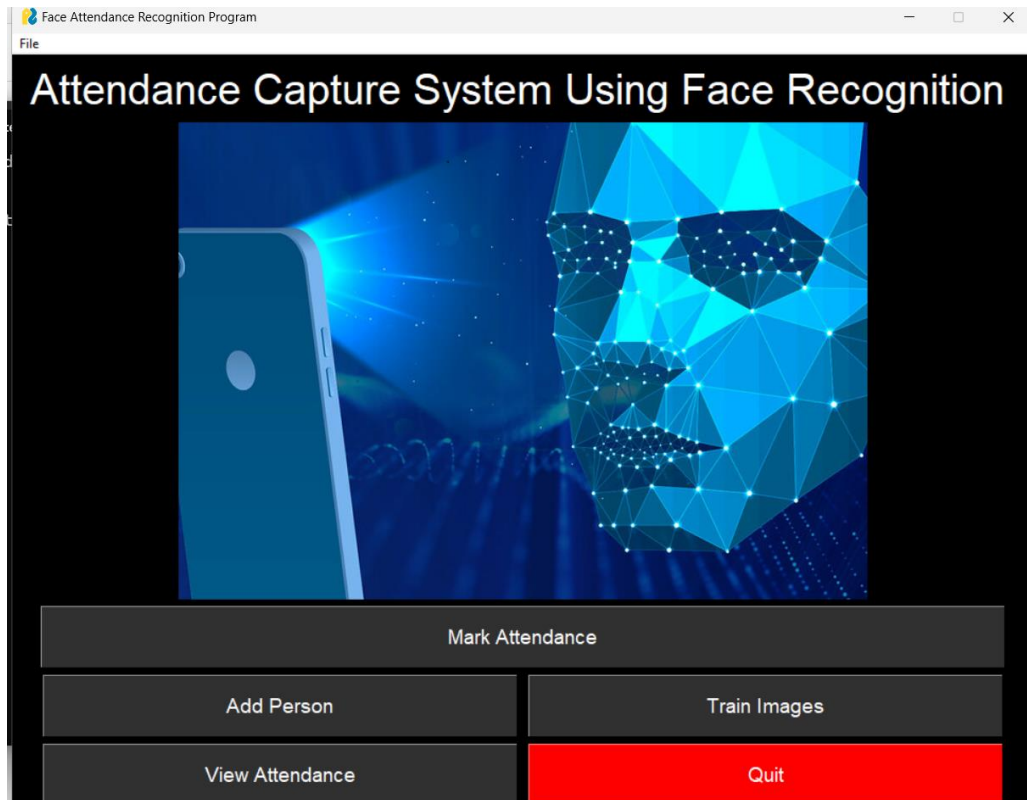 Face Attendance Recognition Program
File
Attendance Capture System Using Face Recognition
Mark Attendance
Add Person
Train Images
View Attendance
Quit